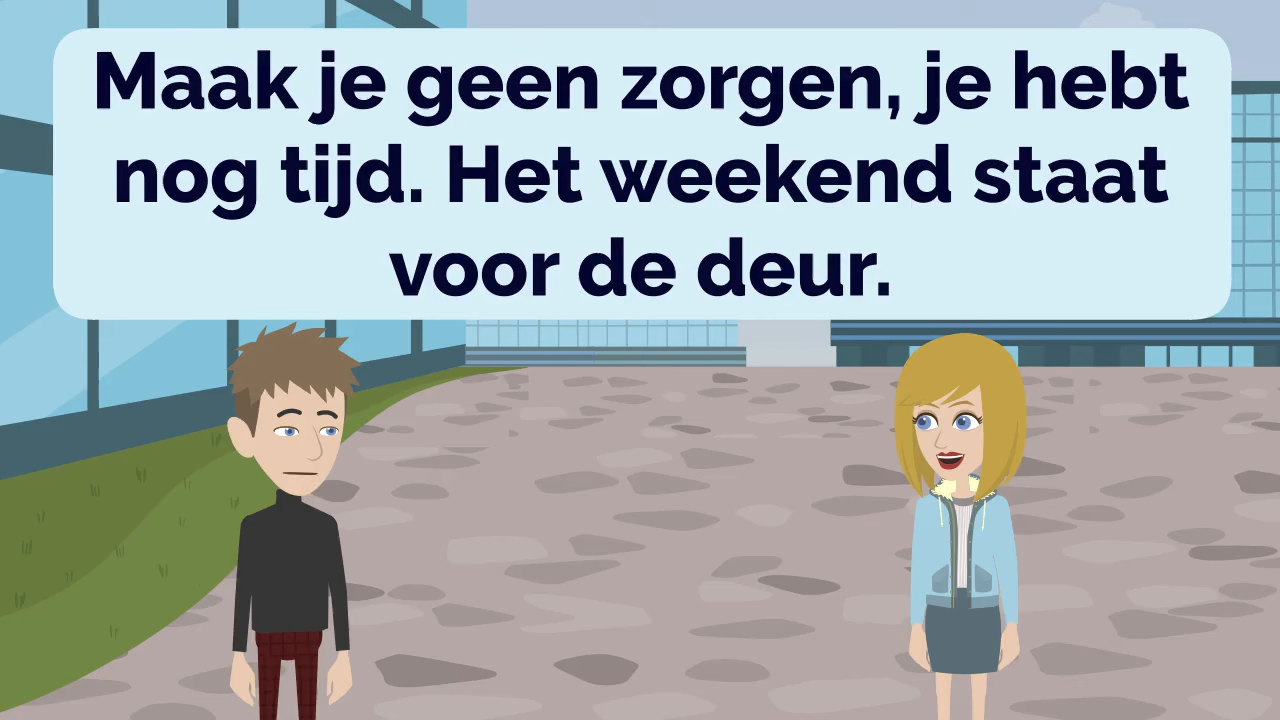 Maak je geen zorgen, je hebt
nog tijd. Het weekend staat
voor de deur.